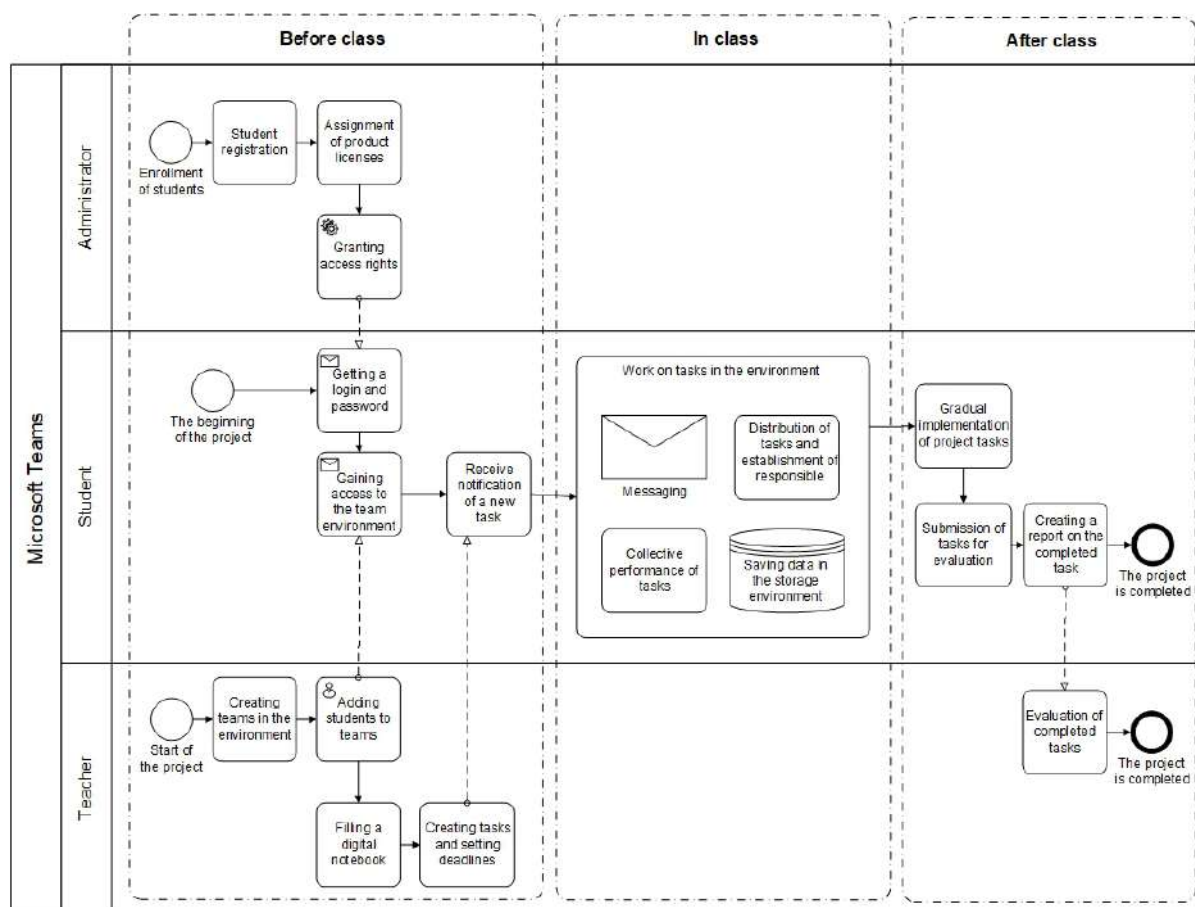 Before class
In class
After class
Microsoft Teams
Administrator
Enrollment
of students
Student
registration
Assignment
of product
licenses
Granting
access rights
Student
The beginning
of the project
Getting a
login and
password
Gaining
access to
the team
environment
Receive
notification
of a new
task
Work on tasks in the environment
Messaging
Distribution of
tasks and
establishment of
responsible
Collective
performance of
tasks
Saving data in
the storage
environment
Gradual
implementation
of project tasks
Submission of
tasks for
evaluation
Creating a
report on the
completed
task
The project
is completed
Teacher
Start of
the project
Creating
teams in the
environment
Adding
students to
teams
Filling a
digital
notebook
Creating tasks
and setting
deadlines
Evaluation of
completed
tasks
The project
is completed